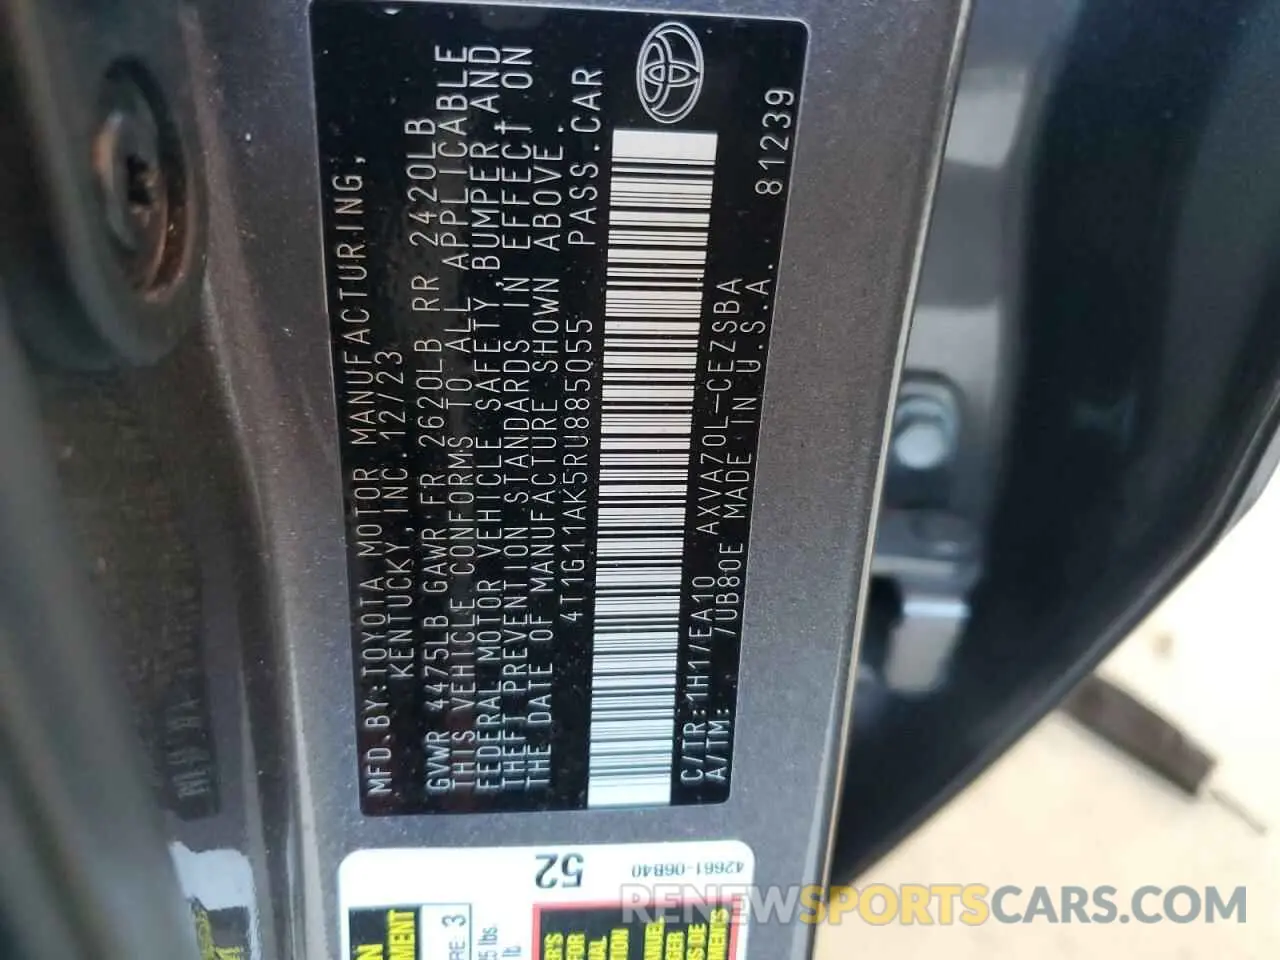 MFD.BY:TOYOTA MOTOR MANUFACTURING,
KENTUCKY,INC.12/23
GVWR 4475LB GAWR FR 2620LB RR 2420LB
THIS VEHICLE CONFORMS TO ALL APPLICABLE
FEDERAL MOTOR VEHICLE SAFETY,BUMPER,AND
THEFT PREVENTION STANDARDS IN EFFECT ON
THE DATE OF MANUFACTURE SHOWN ABOVE.
4T1G11AK5RU885055 PASS.CAR
C/TR:1H1/EA10 AXVA70L-CEZSBA
A/TM: /UB80E MADE IN U.S.A. 81239
52
42661-06B40
3
lb
FOR
RENEWSPORTSCARS.COM